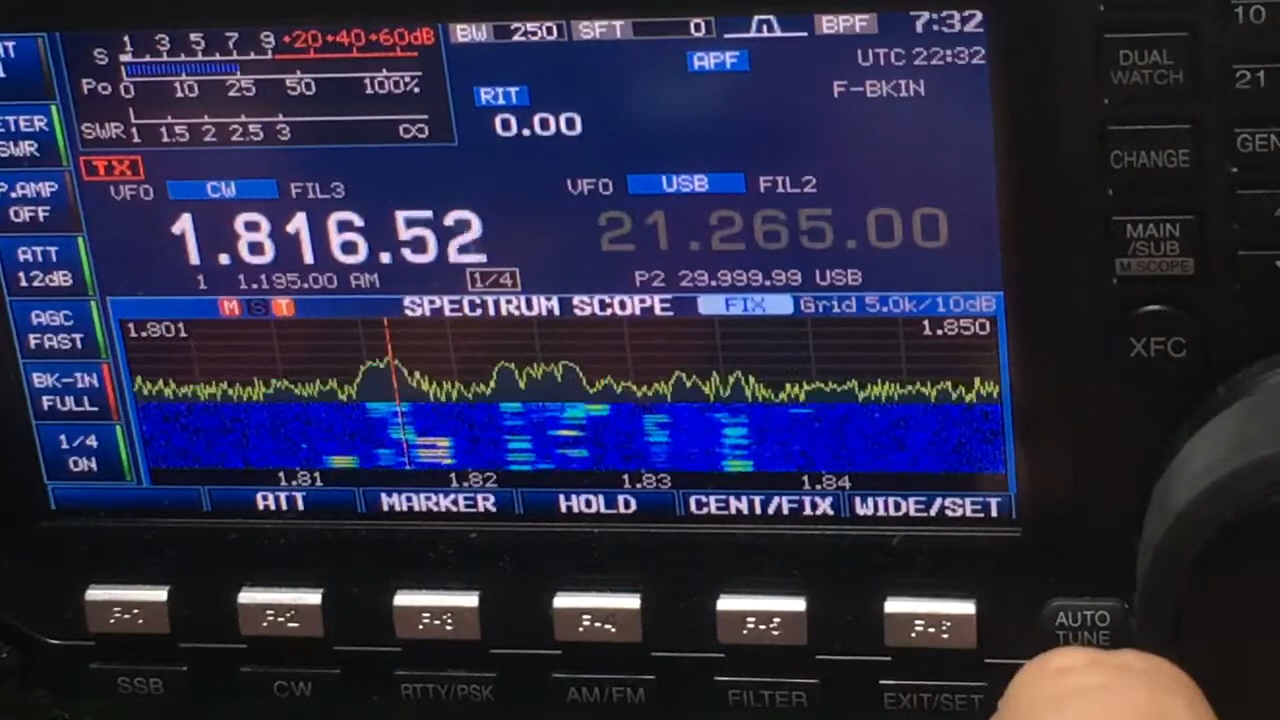 S 1 3 5 7 9 +20 +40 +60dB
Po 0 10 25 50 100%
SWR 1 1.5 2 2.5 3 ∞
BW 250 SFT 0 BPF 7:32
APF UTC 22:32
RIT F-BKIN
0.00
TX
VFO CW FIL3 VFO USB FIL2
1.816.52 21.265.00
1 1.195.00 AM 1/4 P2 29.999.99 USB
M S T SPECTRUM SCOPE FIX Grid 5.0k/10dB
1.801 1.850
1.81 1.82 1.83 1.84
ATT MARKER HOLD CENT/FIX WIDE/SET
SWR
P.AMP
OFF
ATT
12dB
AGC
FAST
BK-IN
FULL
1/4
ON
F-1 F-2 F-3 F-4 F-5
SSB CW RTTY/PSK AM/FM FILTER EXIT/SET
DUAL
WATCH
CHANGE
MAIN
/SUB
M.SCOPE
XFC
AUTO
TUNE
10
21
GEN